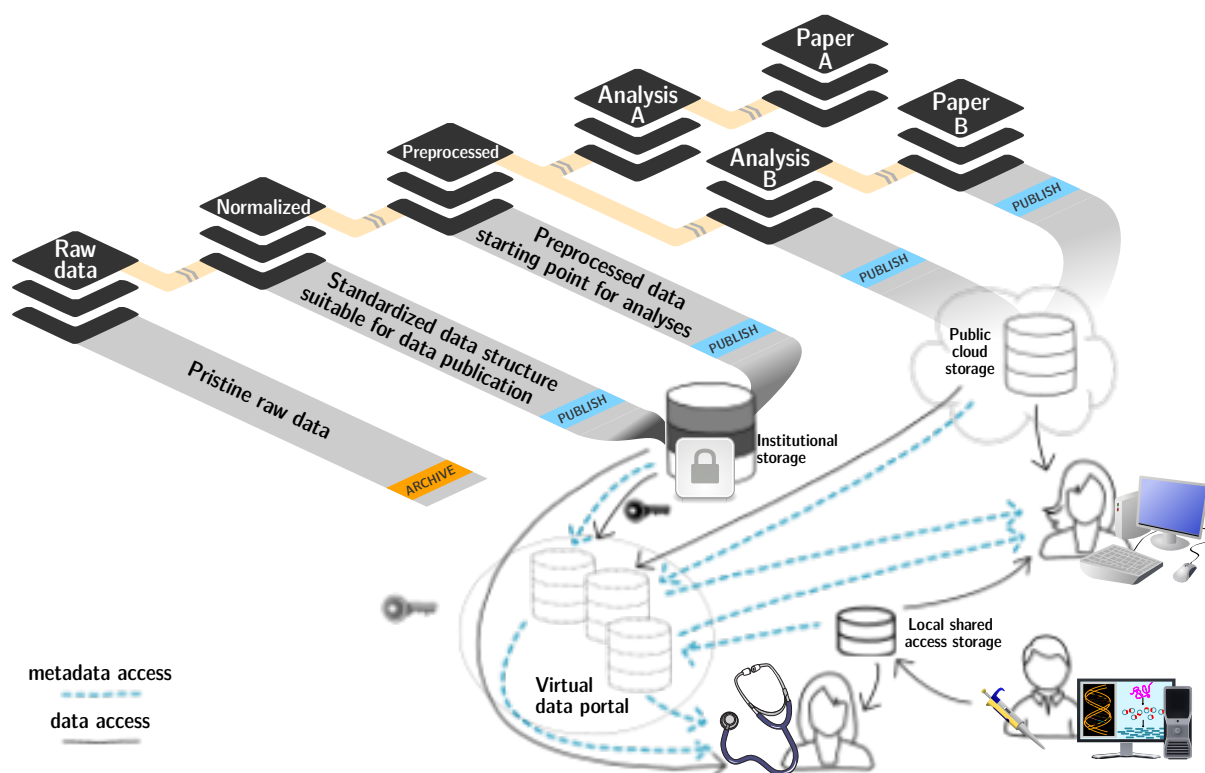 Paper
A
Analysis
A
Paper
B
Preprocessed
Analysis
B
PUBLISH
Normalized
Raw
data
Preprocessed data
starting point for analyses
PUBLISH
Standardized data structure
suitable for data publication
PUBLISH
Public
cloud
storage
Pristine raw data
PUBLISH
Institutional
storage
ARCHIVE
Local shared
access storage
metadata access
Virtual
data portal
data access